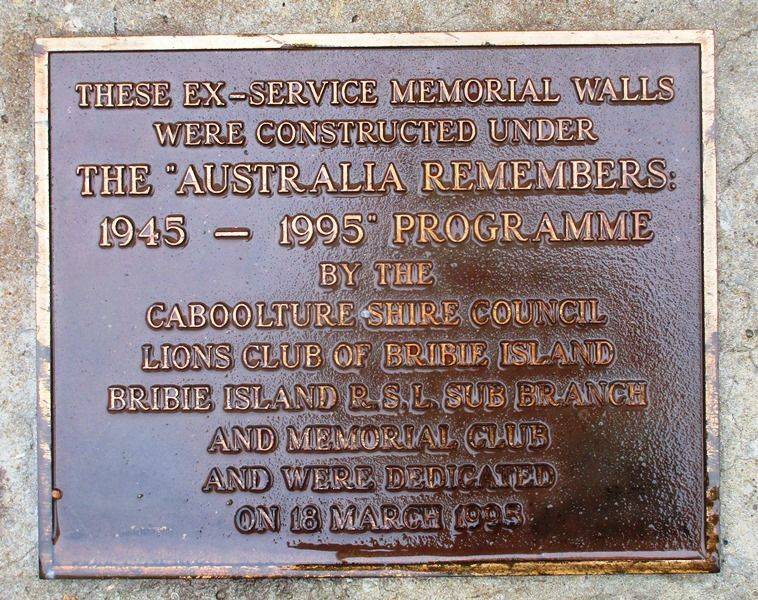 THESE EX-SERVICE MEMORIAL WALLS
WERE CONSTRUCTED UNDER
THE "AUSTRALIA REMEMBERS:
1945 — 1995" PROGRAMME
BY THE
CABOOLTURE SHIRE COUNCIL
LIONS CLUB OF BRIBIE ISLAND
BRIBIE ISLAND R.S.L. SUB BRANCH
AND MEMORIAL CLUB
AND WERE DEDICATED
ON 18 MARCH 1995